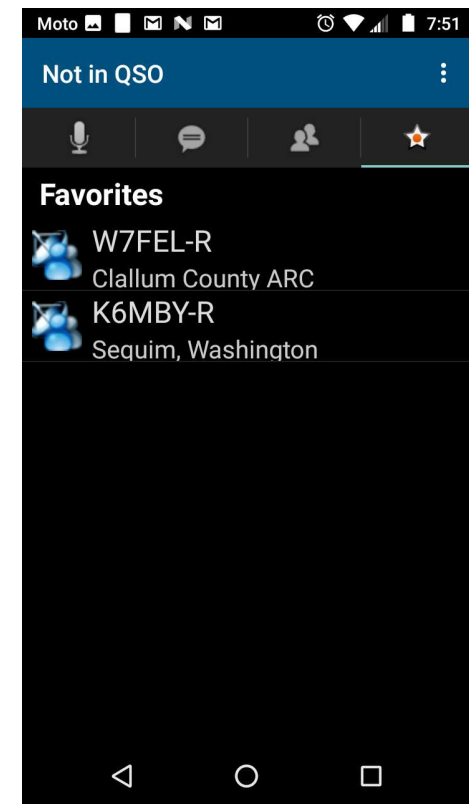 Moto 7:51
Not in QSO
Favorites
W7FEL-R
Clallum County ARC
K6MBY-R
Sequim, Washington